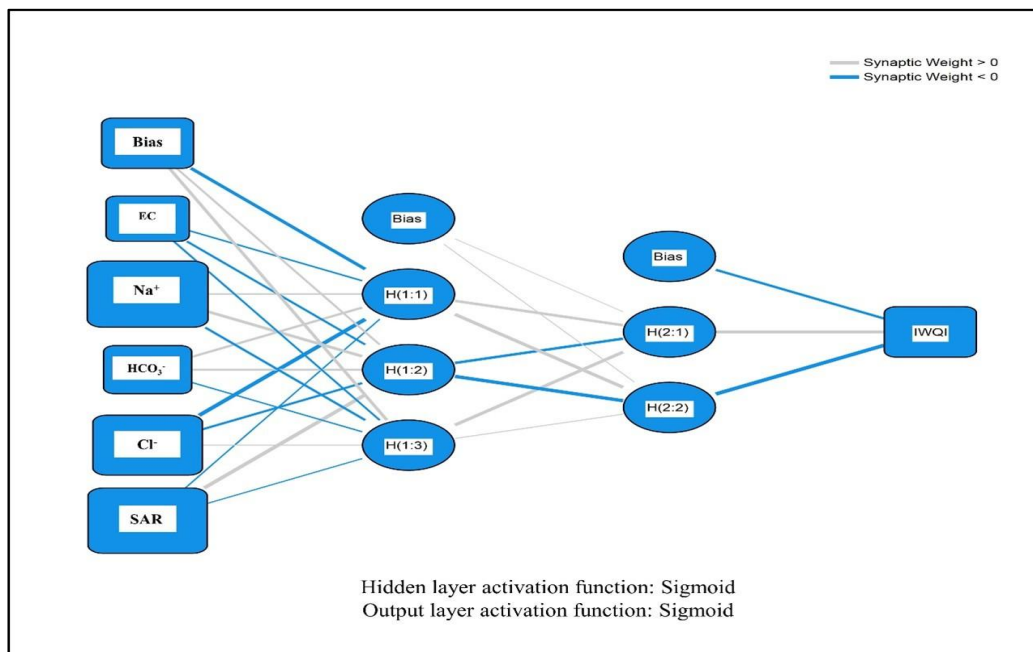 Synaptic Weight > 0
Synaptic Weight < 0
Bias
EC
Na⁺
HCO₃⁻
Cl⁻
SAR
Bias
H(1:1)
H(1:2)
H(1:3)
Bias
H(2:1)
H(2:2)
IWQI
Hidden layer activation function: Sigmoid
Output layer activation function: Sigmoid